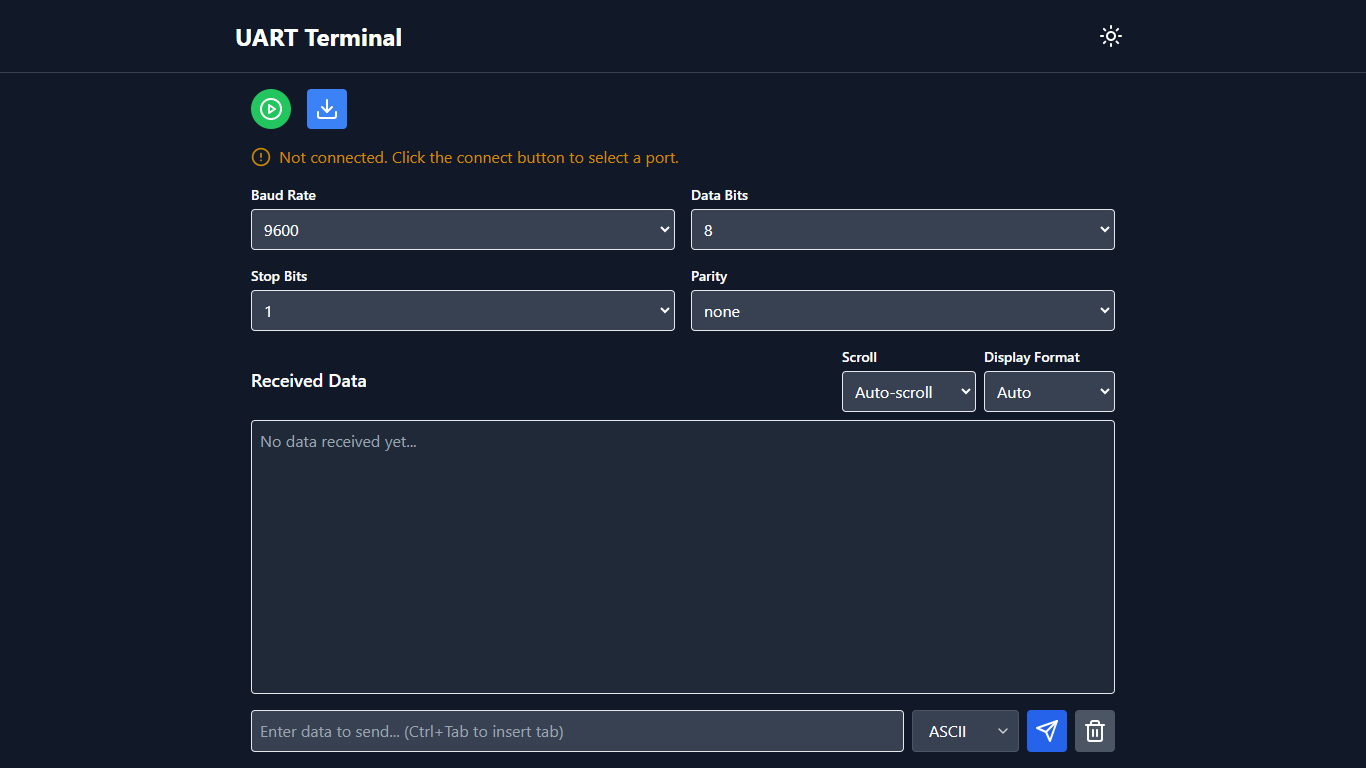 UART Terminal
Not connected. Click the connect button to select a port.
Baud Rate
Data Bits
9600
8
Stop Bits
Parity
1
none
Scroll
Display Format
Received Data
Auto-scroll
Auto
No data received yet...
Enter data to send... (Ctrl+Tab to insert tab)
ASCII